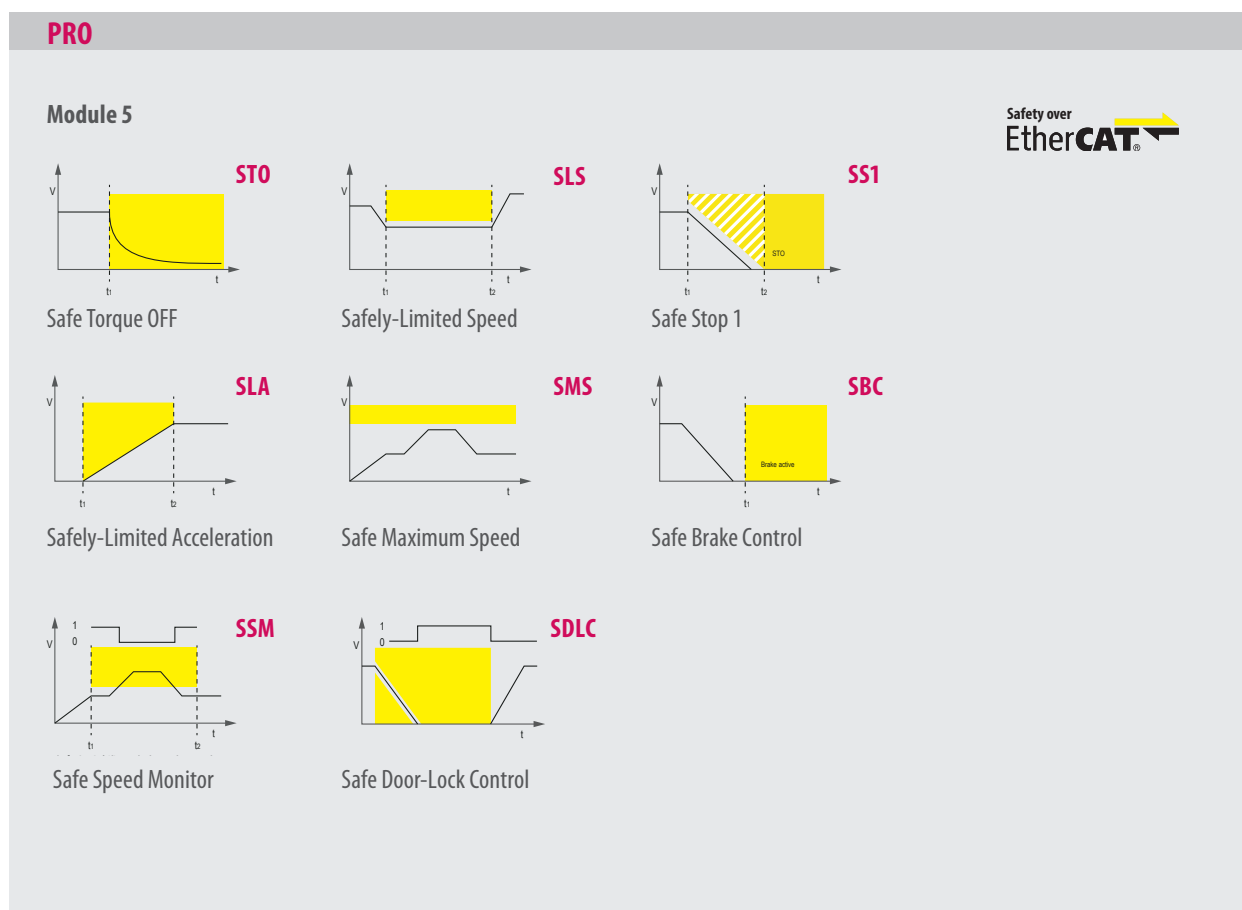 PRO
Module 5
Safety over
EtherCAT®
STO
V
t1
t
Safe Torque OFF
SLS
V
t1
t2
t
Safely-Limited Speed
SS1
V
STO
t1
t2
t
Safe Stop 1
SLA
V
t1
t2
t
Safely-Limited Acceleration
SMS
V
t
Safe Maximum Speed
SBC
V
Brake active
t1
t
Safe Brake Control
SSM
1
0
V
t1
t2
t
Safe Speed Monitor
SDLC
1
0
V
t
Safe Door-Lock Control